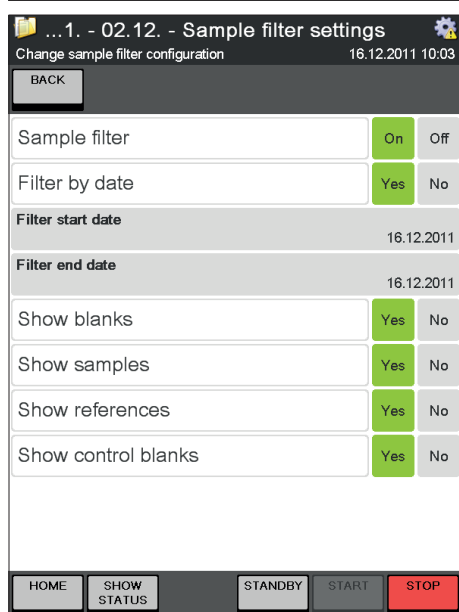 ...1. - 02.12. - Sample filter settings
Change sample filter configuration 16.12.2011 10:03
BACK
Sample filter On Off
Filter by date Yes No
Filter start date
16.12.2011
Filter end date
16.12.2011
Show blanks Yes No
Show samples Yes No
Show references Yes No
Show control blanks Yes No
HOME SHOW STANDBY START STOP
STATUS